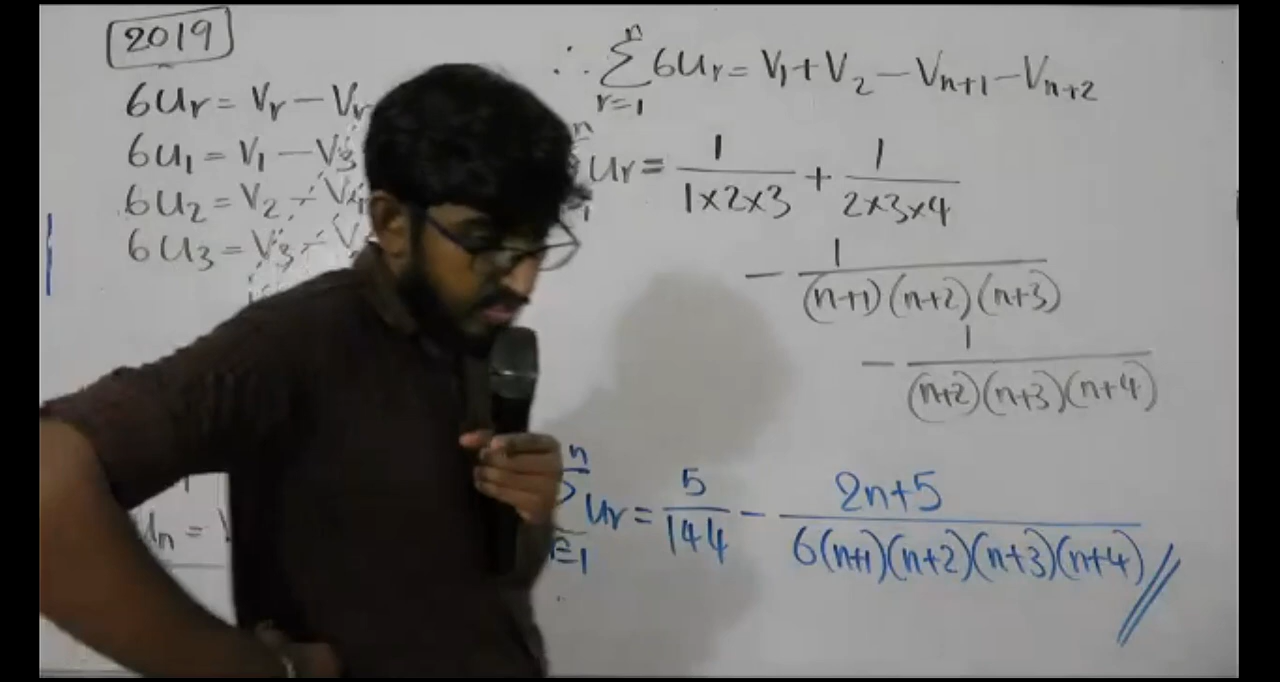 2019
6Ur = Vr − Vr
6U1 = V1 − V3
6U2 = V2 − V4
6U3 = V3 − V
Un =
∴ n∑r=1 6Ur = V1 + V2 − Vn+1 − Vn+2
n Ur = 1/(1×2×3) + 1/(2×3×4)
− 1/((n+1)(n+2)(n+3))
− 1/((n+2)(n+3)(n+4))
n∑r=1 Ur = 5/144 − (2n+5)/(6(n+1)(n+2)(n+3)(n+4)) //